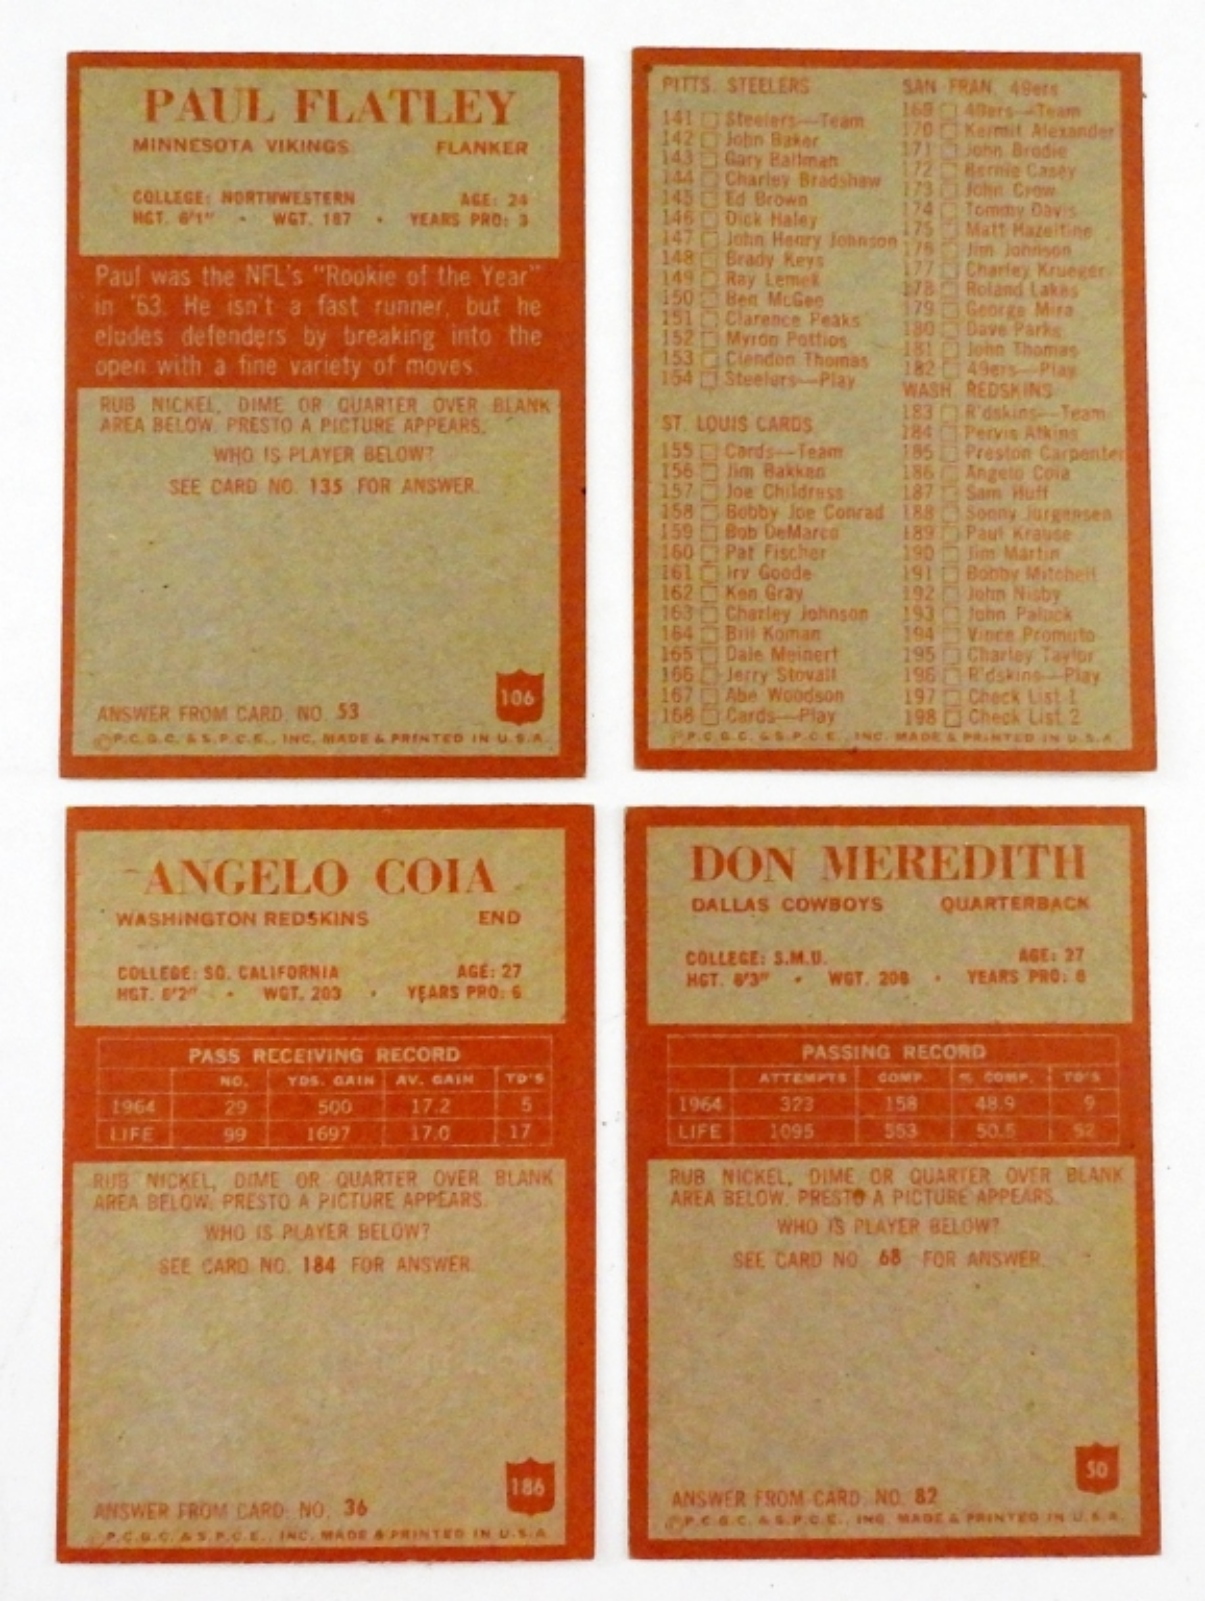 PAUL FLATLEY
MINNESOTA VIKINGS FLANKER
COLLEGE: NORTHWESTERN AGE: 24
HGT. 6'1" • WGT. 187 • YEARS PRO: 3
Paul was the NFL's "Rookie of the Year"
in '63. He isn't a fast runner, but he
eludes defenders by breaking into the
open with a fine variety of moves.
RUB NICKEL, DIME OR QUARTER OVER BLANK
AREA BELOW. PRESTO A PICTURE APPEARS.
WHO IS PLAYER BELOW?
SEE CARD NO. 135 FOR ANSWER.
106
ANSWER FROM CARD NO. 53
©P.C.G.C. & S.P.C.E., INC. MADE & PRINTED IN U.S.A.
PITTS. STEELERS
141 Steelers—Team
142 John Baker
143 Gary Ballman
144 Charley Bradshaw
145 Ed Brown
146 Dick Haley
147 John Henry Johnson
148 Brady Keys
149 Ray Lemek
150 Ben McGee
151 Clarence Peaks
152 Myron Pottios
153 Clendon Thomas
154 Steelers—Play
ST. LOUIS CARDS
155 Cards—Team
156 Jim Bakken
157 Joe Childress
158 Bobby Joe Conrad
159 Bob DeMarco
160 Pat Fischer
161 Irv Goode
162 Ken Gray
163 Charley Johnson
164 Bill Koman
165 Dale Meinert
166 Jerry Stovall
167 Abe Woodson
168 Cards—Play
SAN FRAN. 49ers
169 49ers—Team
170 Kermit Alexander
171 John Brodie
172 Bernie Casey
173 John Crow
174 Tommy Davis
175 Matt Hazeltine
176 Jim Johnson
177 Charley Krueger
178 Roland Lakes
179 George Mira
180 Dave Parks
181 John Thomas
182 49ers—Play
WASH. REDSKINS
183 R'dskins—Team
184 Pervis Atkins
185 Preston Carpenter
186 Angelo Coia
187 Sam Huff
188 Sonny Jurgensen
189 Paul Krause
190 Jim Martin
191 Bobby Mitchell
192 John Nisby
193 John Paluck
194 Vince Promuto
195 Charley Taylor
196 R'dskins—Play
197 Check List 1
198 Check List 2
©P.C.G.C. & S.P.C.E., INC. MADE & PRINTED IN U.S.A.
ANGELO COIA
WASHINGTON REDSKINS END
COLLEGE: SO. CALIFORNIA AGE: 27
HGT. 6'2" • WGT. 203 • YEARS PRO: 6
PASS RECEIVING RECORD
NO. YDS. GAIN AV. GAIN TD'S
1964 29 500 17.2 5
LIFE 99 1697 17.0 17
RUB NICKEL, DIME OR QUARTER OVER BLANK
AREA BELOW. PRESTO A PICTURE APPEARS.
WHO IS PLAYER BELOW?
SEE CARD NO. 184 FOR ANSWER.
186
ANSWER FROM CARD NO. 36
©P.C.G.C. & S.P.C.E., INC. MADE & PRINTED IN U.S.A.
DON MEREDITH
DALLAS COWBOYS QUARTERBACK
COLLEGE: S.M.U. AGE: 27
HGT. 6'3" • WGT. 208 • YEARS PRO: 6
PASSING RECORD
ATTEMPTS COMP. % COMP. TD'S
1964 323 158 48.9 9
LIFE 1095 553 50.5 52
RUB NICKEL, DIME OR QUARTER OVER BLANK
AREA BELOW. PRESTO A PICTURE APPEARS.
WHO IS PLAYER BELOW?
SEE CARD NO. 68 FOR ANSWER.
50
ANSWER FROM CARD NO. 82
©P.C.G.C. & S.P.C.E., INC. MADE & PRINTED IN U.S.A.